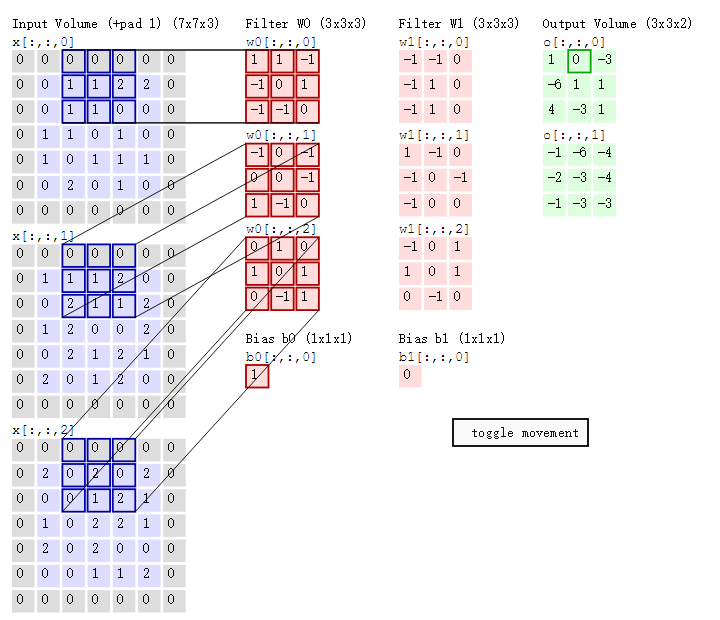 Input Volume (+pad 1) (7x7x3)
x[:,:,0]
0 0 0 0 0 0 0
0 0 1 1 2 2 0
0 0 1 1 0 0 0
0 1 1 0 1 0 0
0 1 0 1 1 1 0
0 0 2 0 1 0 0
0 0 0 0 0 0 0
x[:,:,1]
0 0 0 0 0 0 0
0 1 1 1 2 0 0
0 0 2 1 1 2 0
0 1 2 0 0 2 0
0 0 2 1 2 1 0
0 2 0 1 2 0 0
0 0 0 0 0 0 0
x[:,:,2]
0 0 0 0 0 0 0
0 2 0 2 0 2 0
0 0 0 1 2 1 0
0 1 0 2 2 1 0
0 2 0 2 0 0 0
0 0 0 1 1 2 0
0 0 0 0 0 0 0
Filter W0 (3x3x3)
w0[:,:,0]
1 1 -1
-1 0 1
-1 -1 0
w0[:,:,1]
-1 0 -1
0 0 -1
1 -1 0
w0[:,:,2]
0 1 0
1 0 1
0 -1 1
Bias b0 (1x1x1)
b0[:,:,0]
1
Filter W1 (3x3x3)
w1[:,:,0]
-1 -1 0
-1 1 0
-1 1 0
w1[:,:,1]
1 -1 0
-1 0 -1
-1 0 0
w1[:,:,2]
-1 0 1
1 0 1
0 -1 0
Bias b1 (1x1x1)
b1[:,:,0]
0
Output Volume (3x3x2)
o[:,:,0]
1 0 -3
-6 1 1
4 -3 1
o[:,:,1]
-1 -6 -4
-2 -3 -4
-1 -3 -3
toggle movement